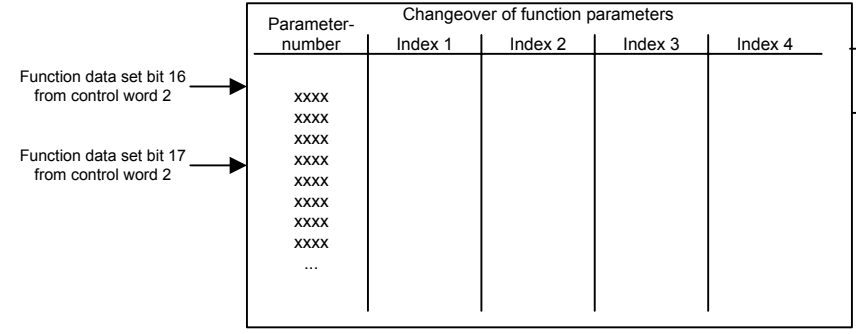 Changeover of function parameters
Parameter-
number Index 1 Index 2 Index 3 Index 4
Function data set bit 16
from control word 2
xxxx
xxxx
xxxx
Function data set bit 17
from control word 2
xxxx
xxxx
xxxx
xxxx
xxxx
...